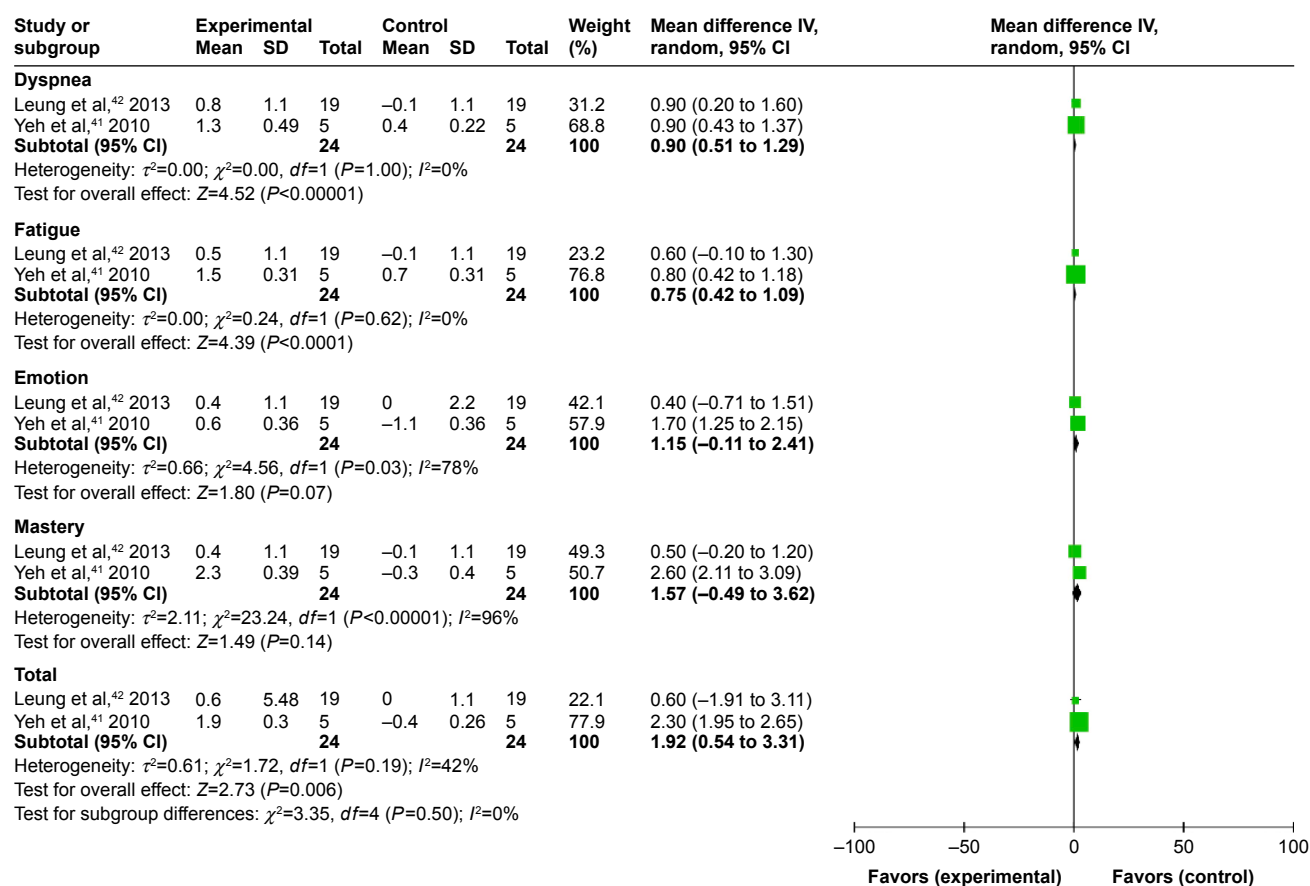 Study or subgroup Experimental Control Weight (%) Mean difference IV, random, 95% CI Mean difference IV, random, 95% CI
Mean SD Total Mean SD Total
Dyspnea
Leung et al,⁴² 2013 0.8 1.1 19 –0.1 1.1 19 31.2 0.90 (0.20 to 1.60)
Yeh et al,⁴¹ 2010 1.3 0.49 5 0.4 0.22 5 68.8 0.90 (0.43 to 1.37)
Subtotal (95% CI) 24 24 100 0.90 (0.51 to 1.29)
Heterogeneity: τ²=0.00; χ²=0.00, df=1 (P=1.00); I²=0%
Test for overall effect: Z=4.52 (P<0.00001)
Fatigue
Leung et al,⁴² 2013 0.5 1.1 19 –0.1 1.1 19 23.2 0.60 (–0.10 to 1.30)
Yeh et al,⁴¹ 2010 1.5 0.31 5 0.7 0.31 5 76.8 0.80 (0.42 to 1.18)
Subtotal (95% CI) 24 24 100 0.75 (0.42 to 1.09)
Heterogeneity: τ²=0.00; χ²=0.24, df=1 (P=0.62); I²=0%
Test for overall effect: Z=4.39 (P<0.0001)
Emotion
Leung et al,⁴² 2013 0.4 1.1 19 0 2.2 19 42.1 0.40 (–0.71 to 1.51)
Yeh et al,⁴¹ 2010 0.6 0.36 5 –1.1 0.36 5 57.9 1.70 (1.25 to 2.15)
Subtotal (95% CI) 24 24 100 1.15 (–0.11 to 2.41)
Heterogeneity: τ²=0.66; χ²=4.56, df=1 (P=0.03); I²=78%
Test for overall effect: Z=1.80 (P=0.07)
Mastery
Leung et al,⁴² 2013 0.4 1.1 19 –0.1 1.1 19 49.3 0.50 (–0.20 to 1.20)
Yeh et al,⁴¹ 2010 2.3 0.39 5 –0.3 0.4 5 50.7 2.60 (2.11 to 3.09)
Subtotal (95% CI) 24 24 100 1.57 (–0.49 to 3.62)
Heterogeneity: τ²=2.11; χ²=23.24, df=1 (P<0.00001); I²=96%
Test for overall effect: Z=1.49 (P=0.14)
Total
Leung et al,⁴² 2013 0.6 5.48 19 0 1.1 19 22.1 0.60 (–1.91 to 3.11)
Yeh et al,⁴¹ 2010 1.9 0.3 5 –0.4 0.26 5 77.9 2.30 (1.95 to 2.65)
Subtotal (95% CI) 24 24 100 1.92 (0.54 to 3.31)
Heterogeneity: τ²=0.61; χ²=1.72, df=1 (P=0.19); I²=42%
Test for overall effect: Z=2.73 (P=0.006)
Test for subgroup differences: χ²=3.35, df=4 (P=0.50); I²=0%
–100 –50 0 50 100
Favors (experimental) Favors (control)